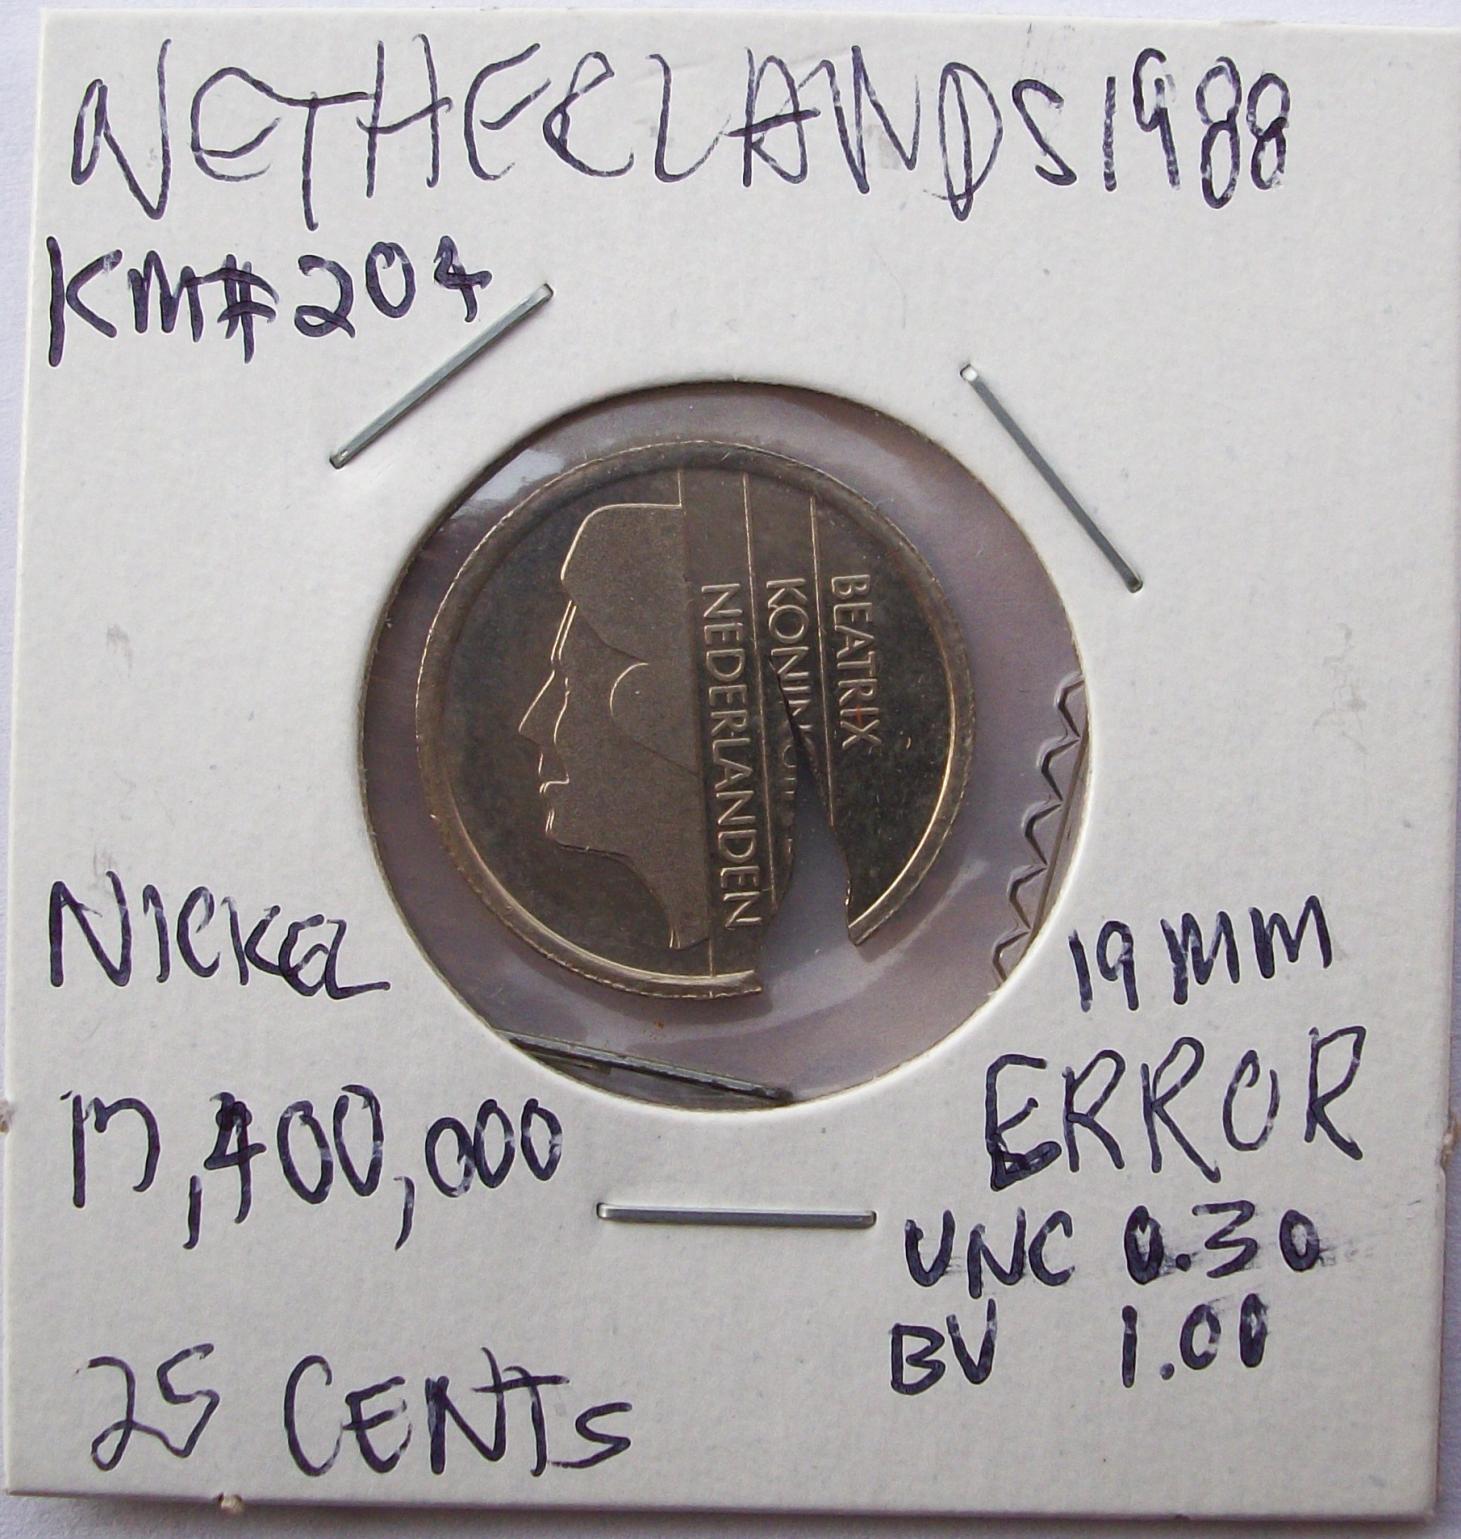 NETHERLANDS 1988
KM#204
BEATRIX
NEDERLANDEN
NICKEL
19 MM
ERROR
17,400,000
UNC 0.30
BV 1.00
25 CENTS